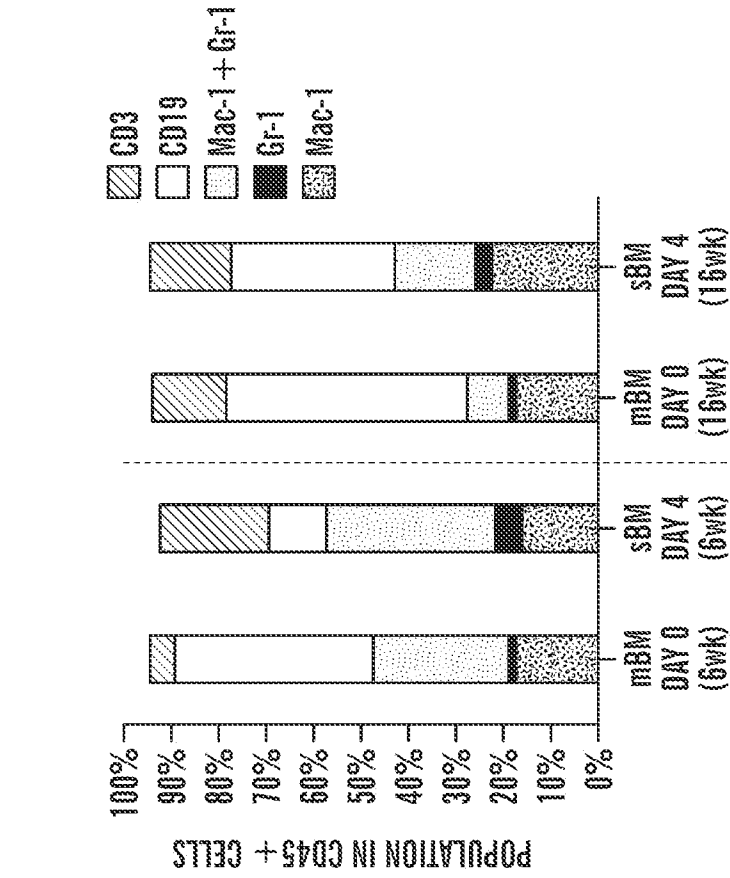 CD3
CD19
Mac-1 + Gr-1
Gr-1
Mac-1
POPULATION IN CD45+ CELLS
100%
90%
80%
70%
60%
50%
40%
30%
20%
10%
0%
mBM
DAY 0
(6wk)
sBM
DAY 4
(6wk)
mBM
DAY 0
(16wk)
sBM
DAY 4
(16wk)